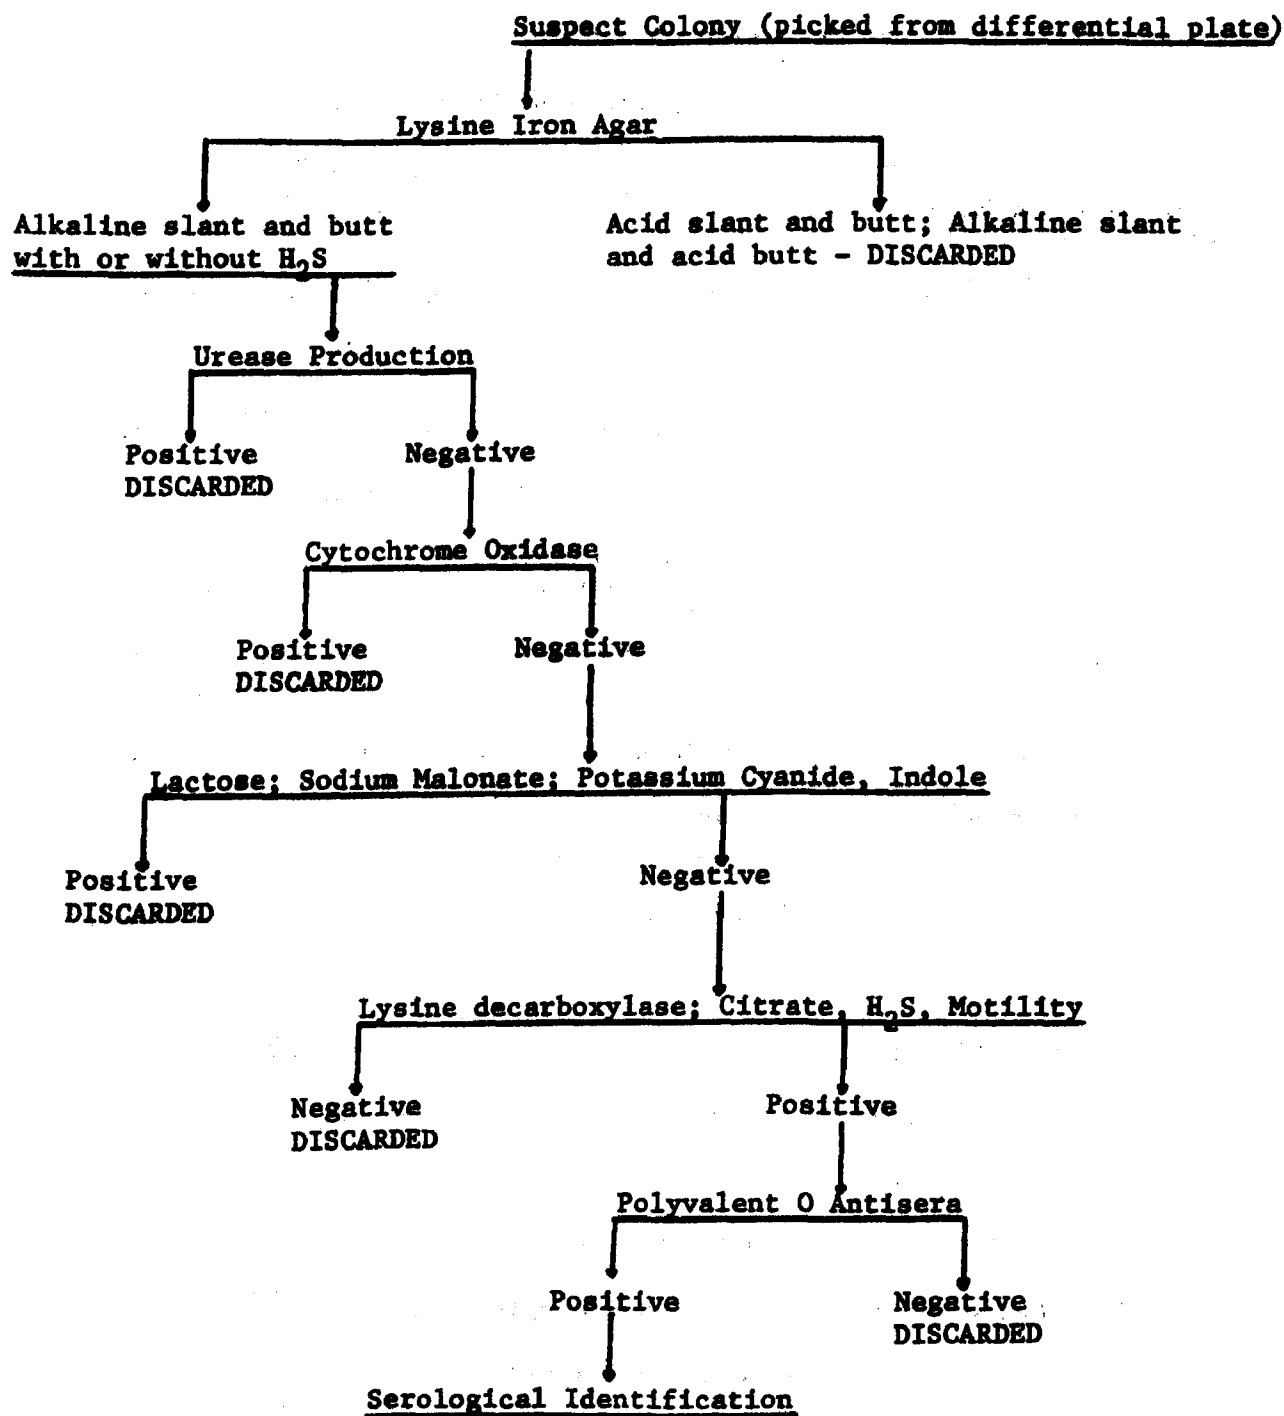 Suspect Colony (picked from differential plate)
Lysine Iron Agar
Alkaline slant and butt
with or without H₂S
Acid slant and butt; Alkaline slant
and acid butt - DISCARDED
Urease Production
Positive
DISCARDED
Negative
Cytochrome Oxidase
Positive
DISCARDED
Negative
Lactose; Sodium Malonate; Potassium Cyanide, Indole
Positive
DISCARDED
Negative
Lysine decarboxylase; Citrate, H₂S, Motility
Negative
DISCARDED
Positive
Polyvalent O Antisera
Positive
Negative
DISCARDED
Serological Identification